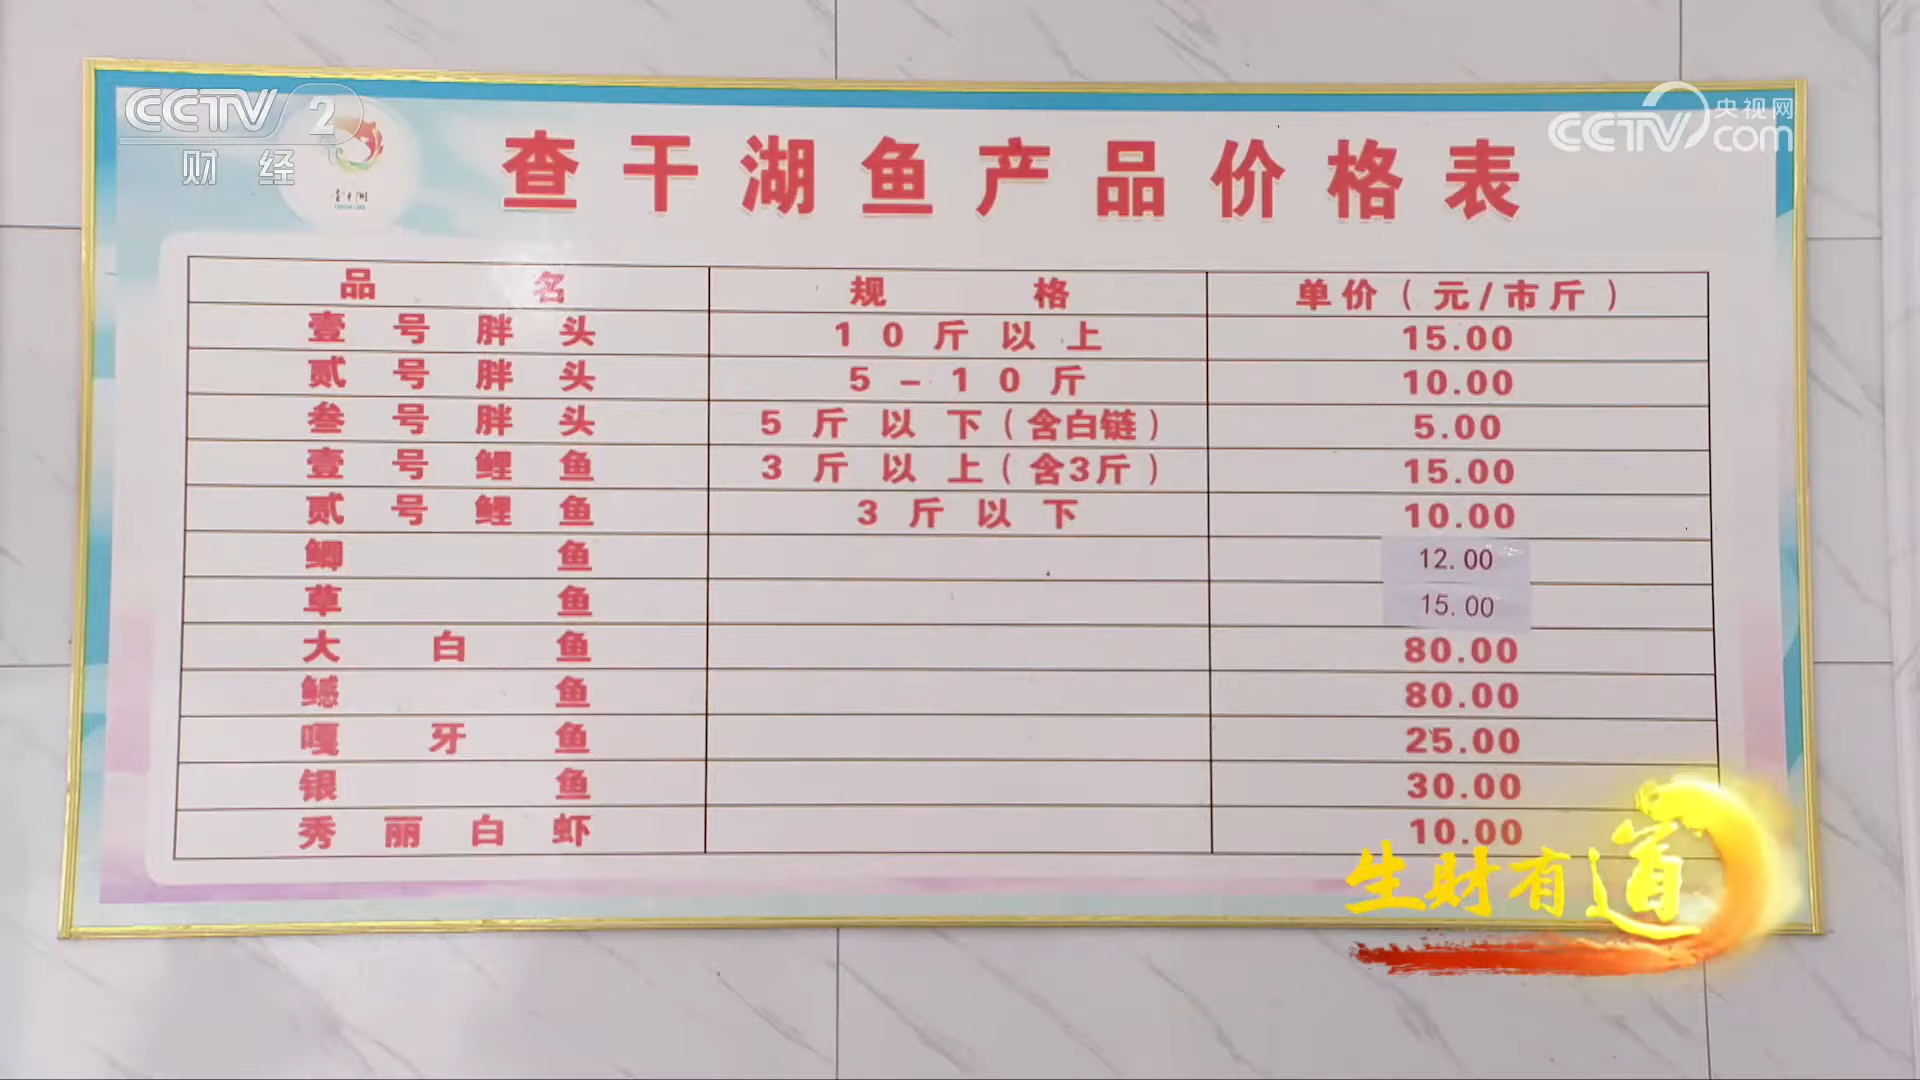 CCTV 2
财经
央视网
CCTV.com
查干湖
查干湖鱼产品价格表
品名 规格 单价(元/市斤)
壹号胖头 10斤以上 15.00
贰号胖头 5-10斤 10.00
叁号胖头 5斤以下(含白链) 5.00
壹号鲤鱼 3斤以上(含3斤) 15.00
贰号鲤鱼 3斤以下 10.00
鲫鱼 12.00
草鱼 15.00
大白鱼 80.00
鳡鱼 80.00
嘎牙鱼 25.00
银鱼 30.00
秀丽白虾 10.00
生财有道